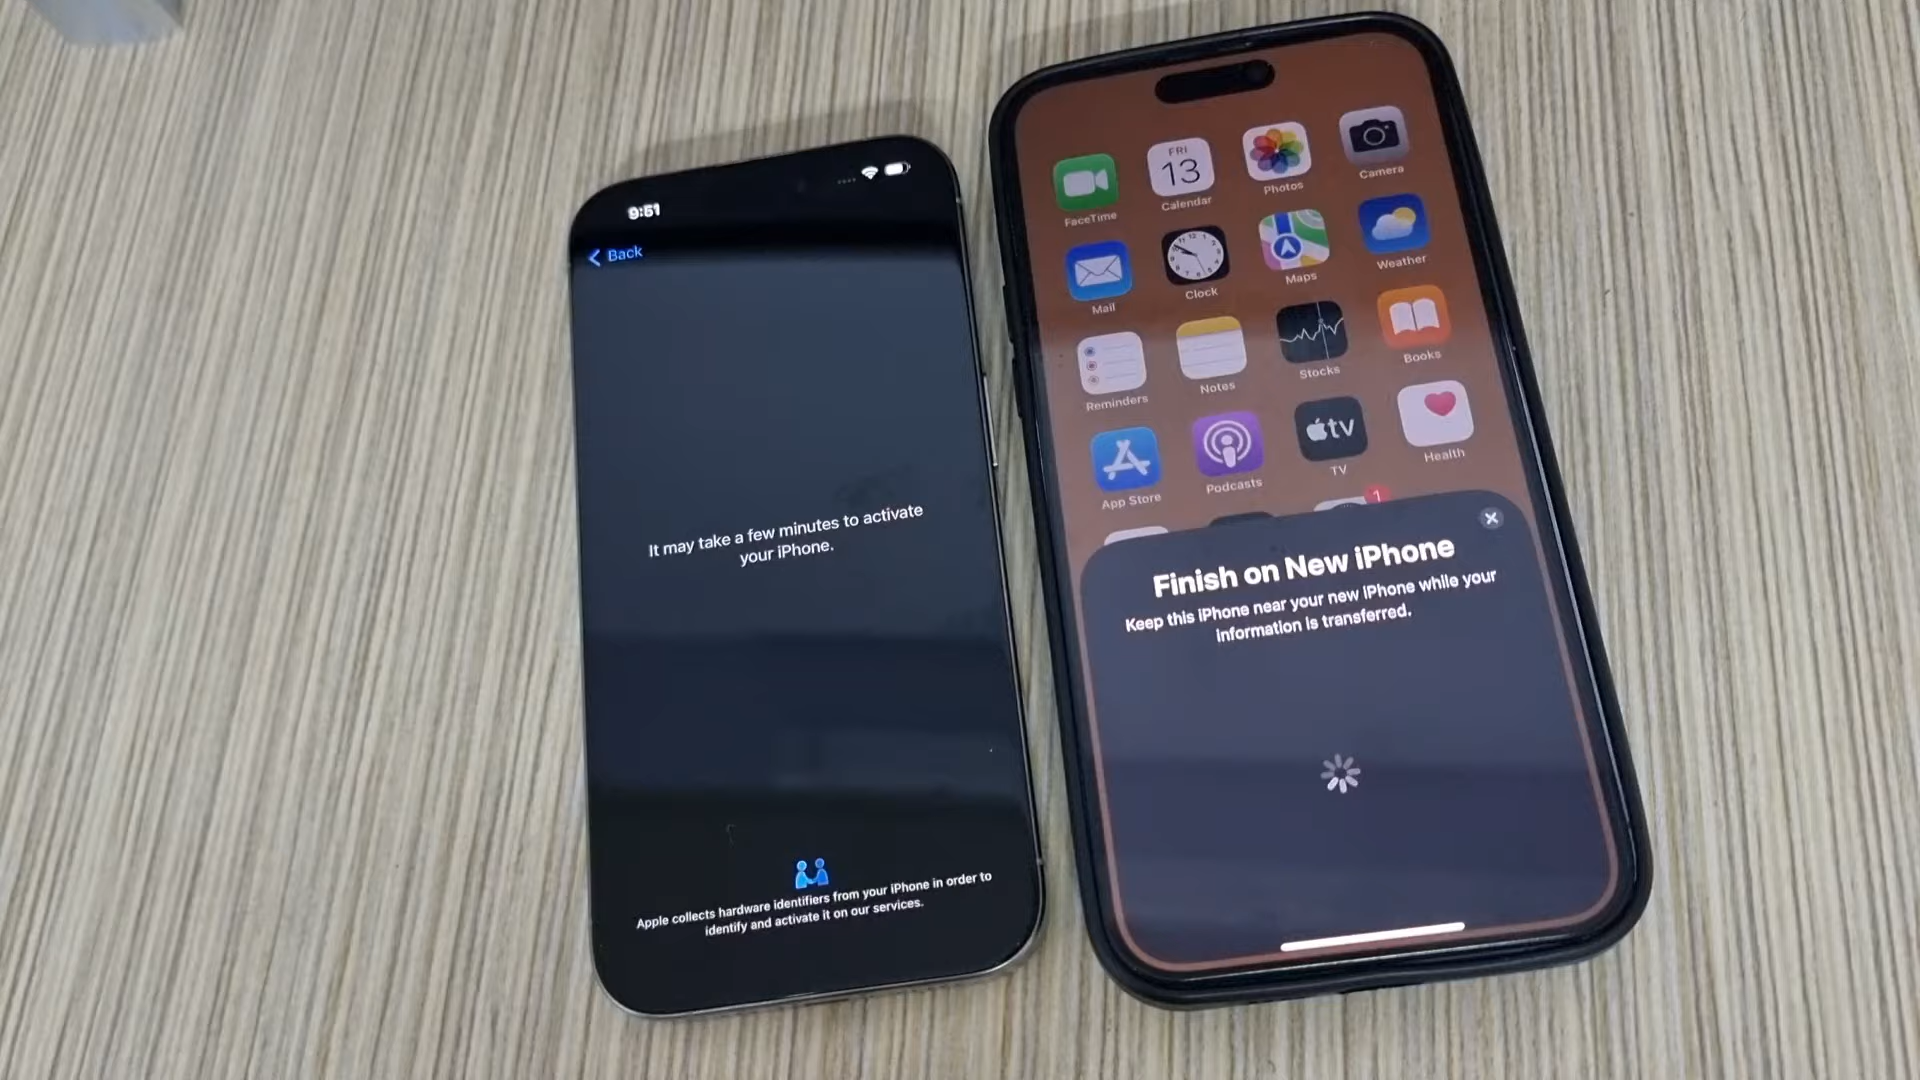 9:51
Back
It may take a few minutes to activate
your iPhone.
Apple collects hardware identifiers from your iPhone in order to
identify and activate it on our services.
FRI
13
FaceTime
Calendar
Photos
Camera
Mail
Clock
Maps
Weather
Reminders
Notes
Stocks
Books
App Store
Podcasts
tv
TV
Health
1
Finish on New iPhone
Keep this iPhone near your new iPhone while your
information is transferred.